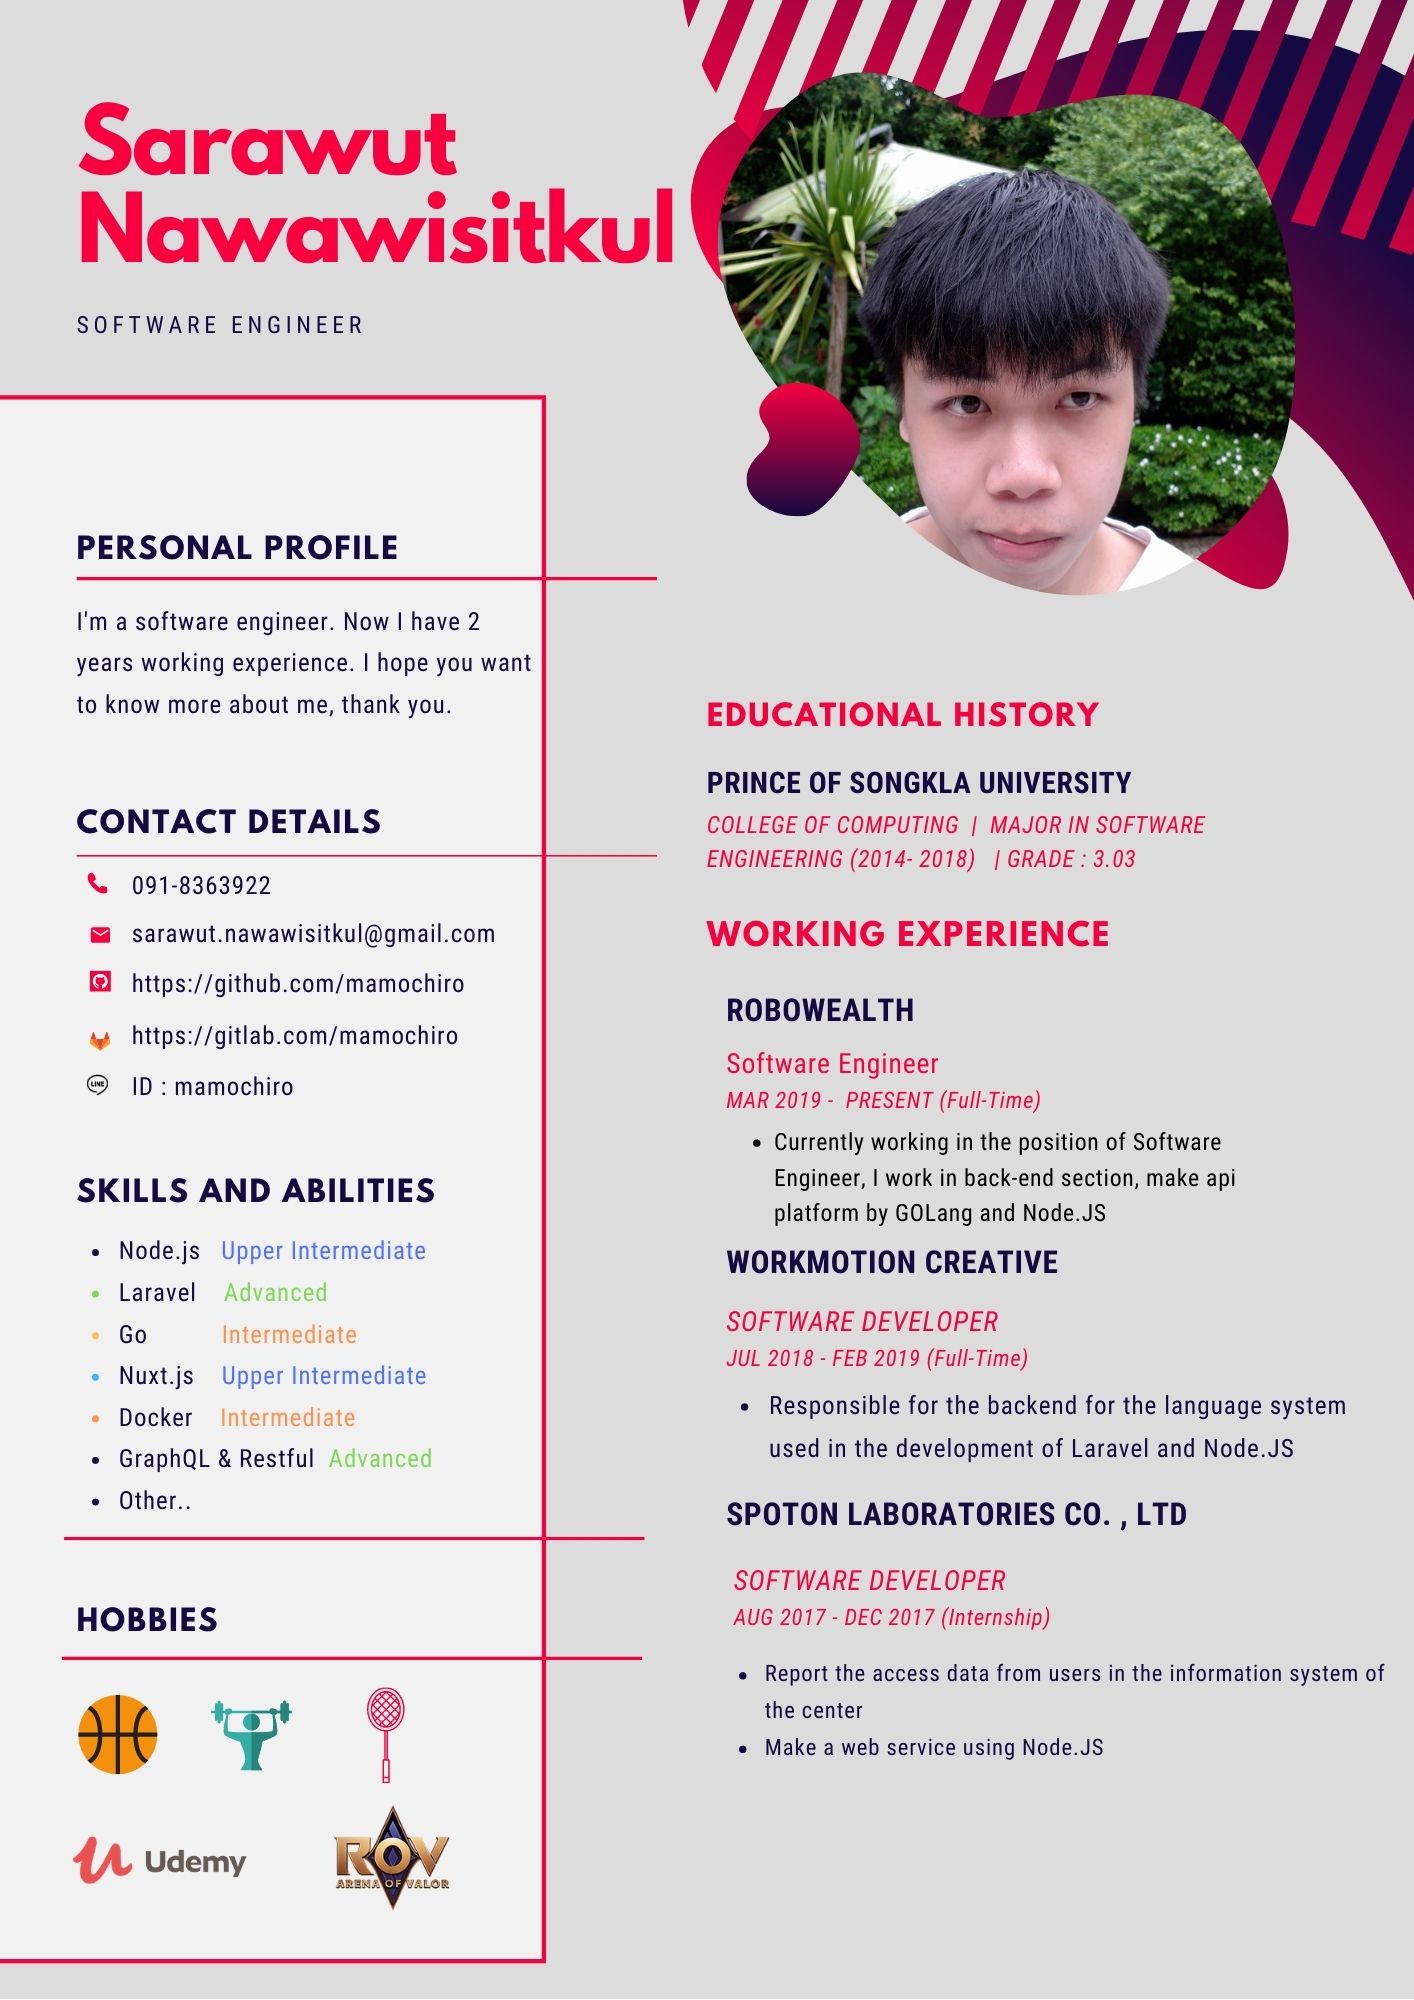 Sarawut
Nawawisitkul
SOFTWARE ENGINEER
PERSONAL PROFILE
I'm a software engineer. Now I have 2
years working experience. I hope you want
to know more about me, thank you.
CONTACT DETAILS
091-8363922
sarawut.nawawisitkul@gmail.com
https://github.com/mamochiro
https://gitlab.com/mamochiro
LINE
ID : mamochiro
SKILLS AND ABILITIES
• Node.js Upper Intermediate
• Laravel Advanced
• Go Intermediate
• Nuxt.js Upper Intermediate
• Docker Intermediate
• GraphQL & Restful Advanced
• Other..
HOBBIES
Udemy
ROV
ARENA OF VALOR
EDUCATIONAL HISTORY
PRINCE OF SONGKLA UNIVERSITY
COLLEGE OF COMPUTING | MAJOR IN SOFTWARE
ENGINEERING (2014- 2018) | GRADE : 3.03
WORKING EXPERIENCE
ROBOWEALTH
Software Engineer
MAR 2019 - PRESENT (Full-Time)
• Currently working in the position of Software
Engineer, I work in back-end section, make api
platform by GOLang and Node.JS
WORKMOTION CREATIVE
SOFTWARE DEVELOPER
JUL 2018 - FEB 2019 (Full-Time)
• Responsible for the backend for the language system
used in the development of Laravel and Node.JS
SPOTON LABORATORIES CO. , LTD
SOFTWARE DEVELOPER
AUG 2017 - DEC 2017 (Internship)
• Report the access data from users in the information system of
the center
• Make a web service using Node.JS